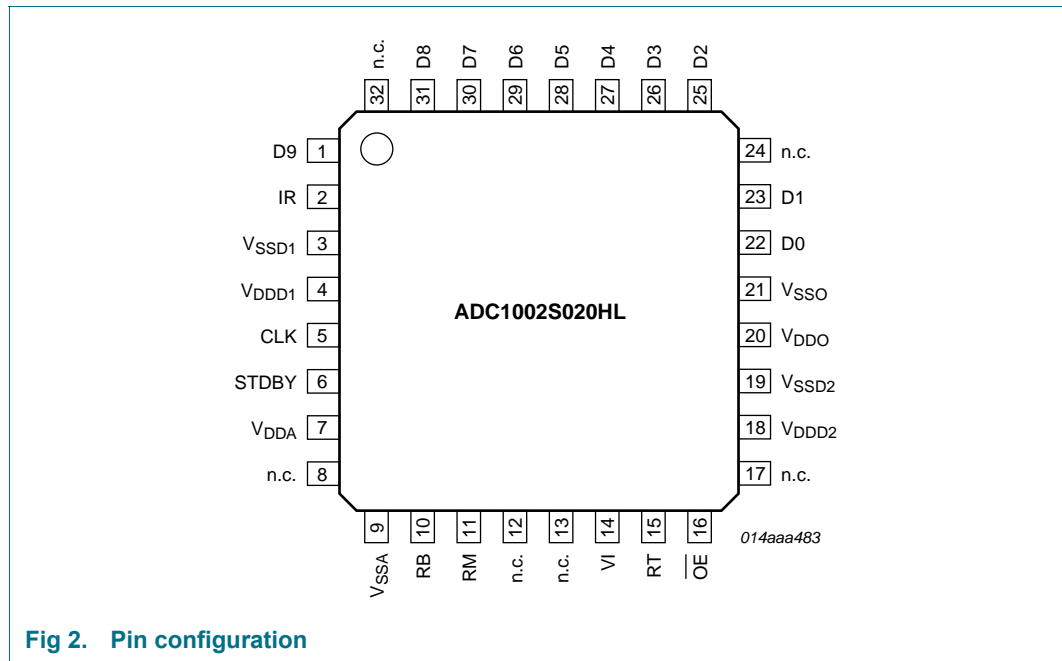 n.c. D8 D7 D6 D5 D4 D3 D2
32 31 30 29 28 27 26 25
D9 1 24 n.c.
IR 2 23 D1
VSSD1 3 22 D0
VDDD1 4 21 VSSO
ADC1002S020HL
CLK 5 20 VDDO
STDBY 6 19 VSSD2
VDDA 7 18 VDDD2
n.c. 8 17 n.c.
9 10 11 12 13 14 15 16
VSSA RB RM n.c. n.c. VI RT OE
014aaa483
Fig 2. Pin configuration